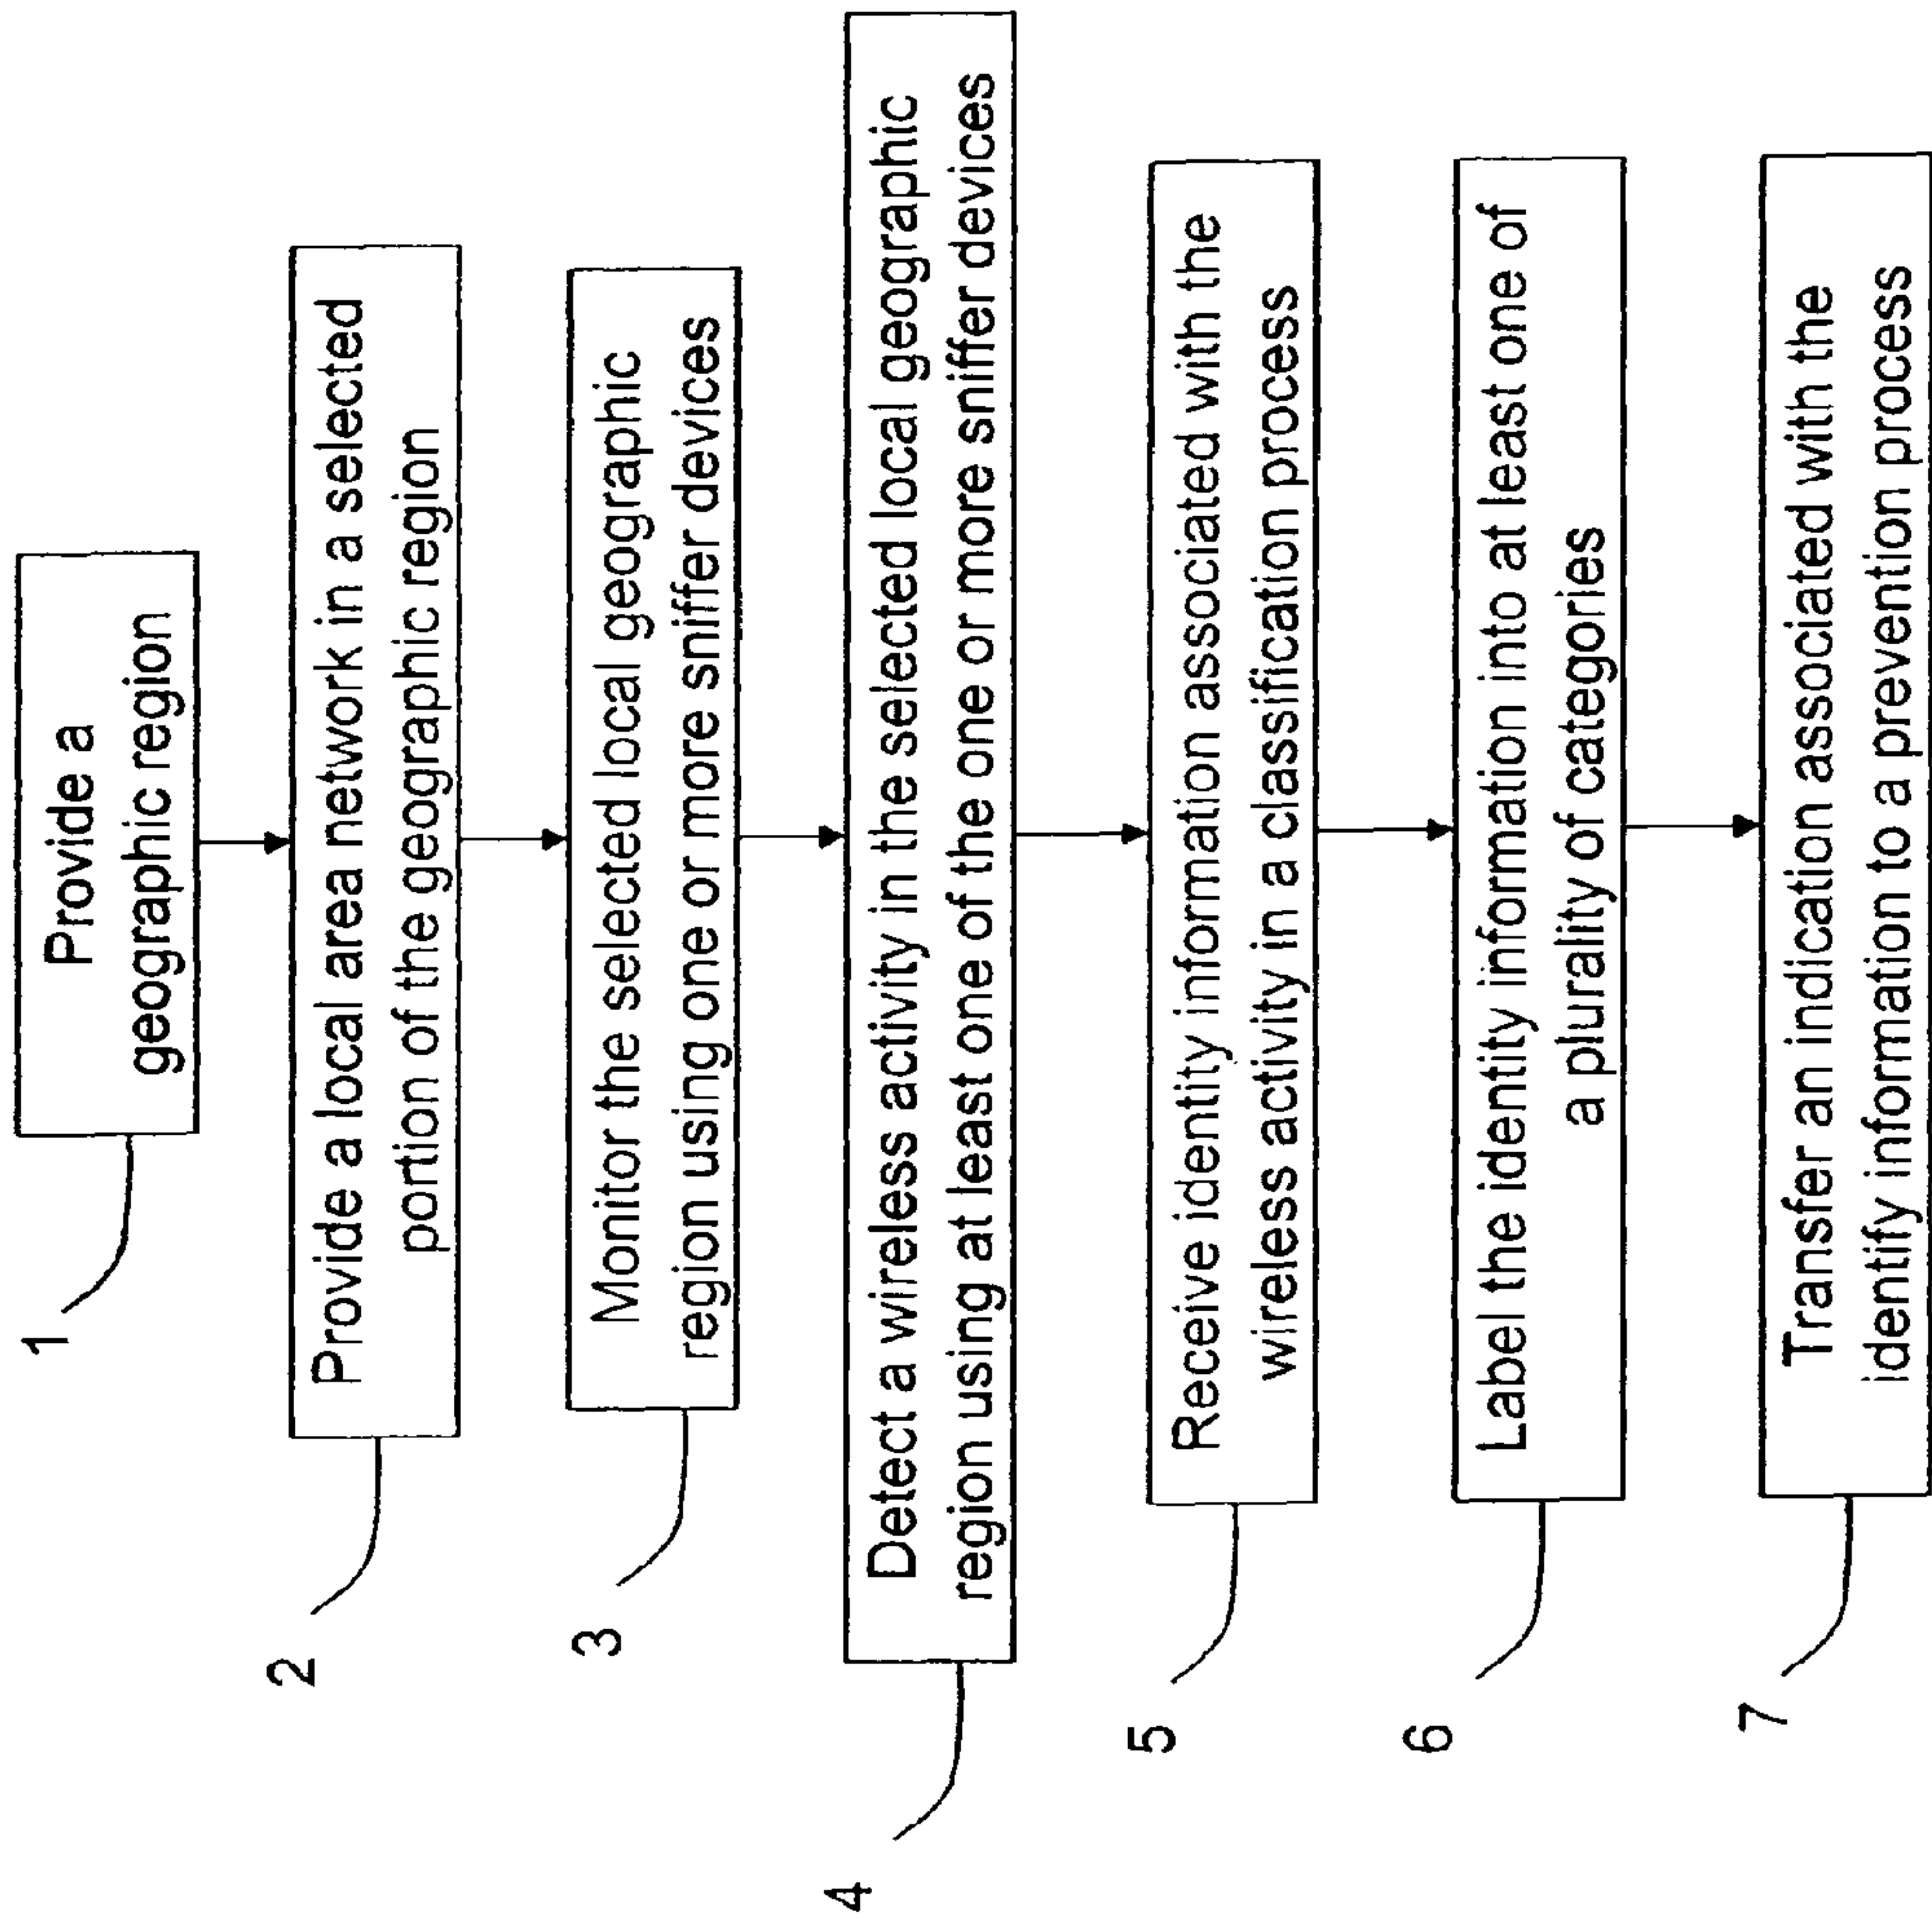 1
Provide a
geographic region
2
Provide a local area network in a selected
portion of the geographic region
3
Monitor the selected local geographic
region using one or more sniffer devices
4
Detect a wireless activity in the selected local geographic
region using at least one of the one or more sniffer devices
5
Receive identity information associated with the
wireless activity in a classification process
6
Label the identity information into at least one of
a plurality of categories
7
Transfer an indication associated with the
identify information to a prevention process